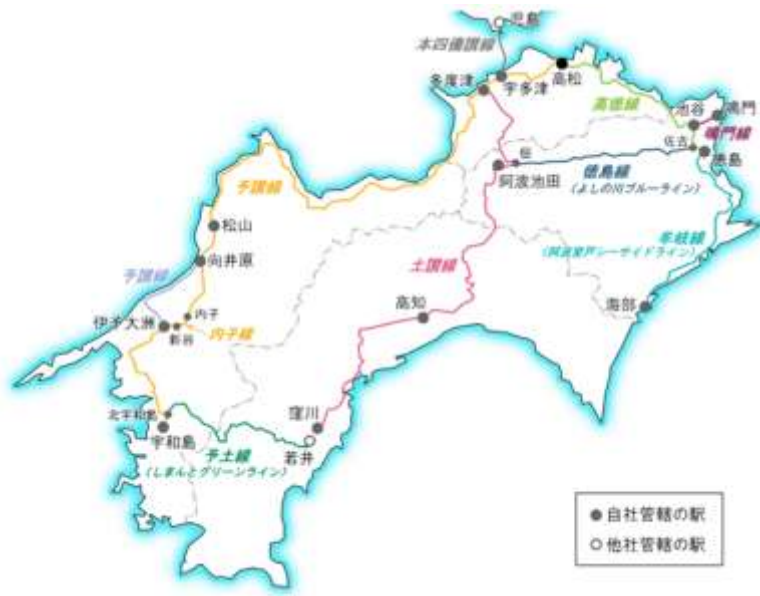 児島
本四備讃線
多度津
宇多津
高松
高徳線
池谷
鳴門
鳴門線
佐古
徳島
佃
阿波池田
徳島線
(よしの川ブルーライン)
予讃線
松山
牟岐線
(阿波室戸シーサイドライン)
向井原
土讃線
予讃線
海部
高知
内子
伊予大洲
新谷
内子線
北宇和島
宇和島
窪川
若井
予土線
(しまんとグリーンライン)
●自社管轄の駅
○他社管轄の駅